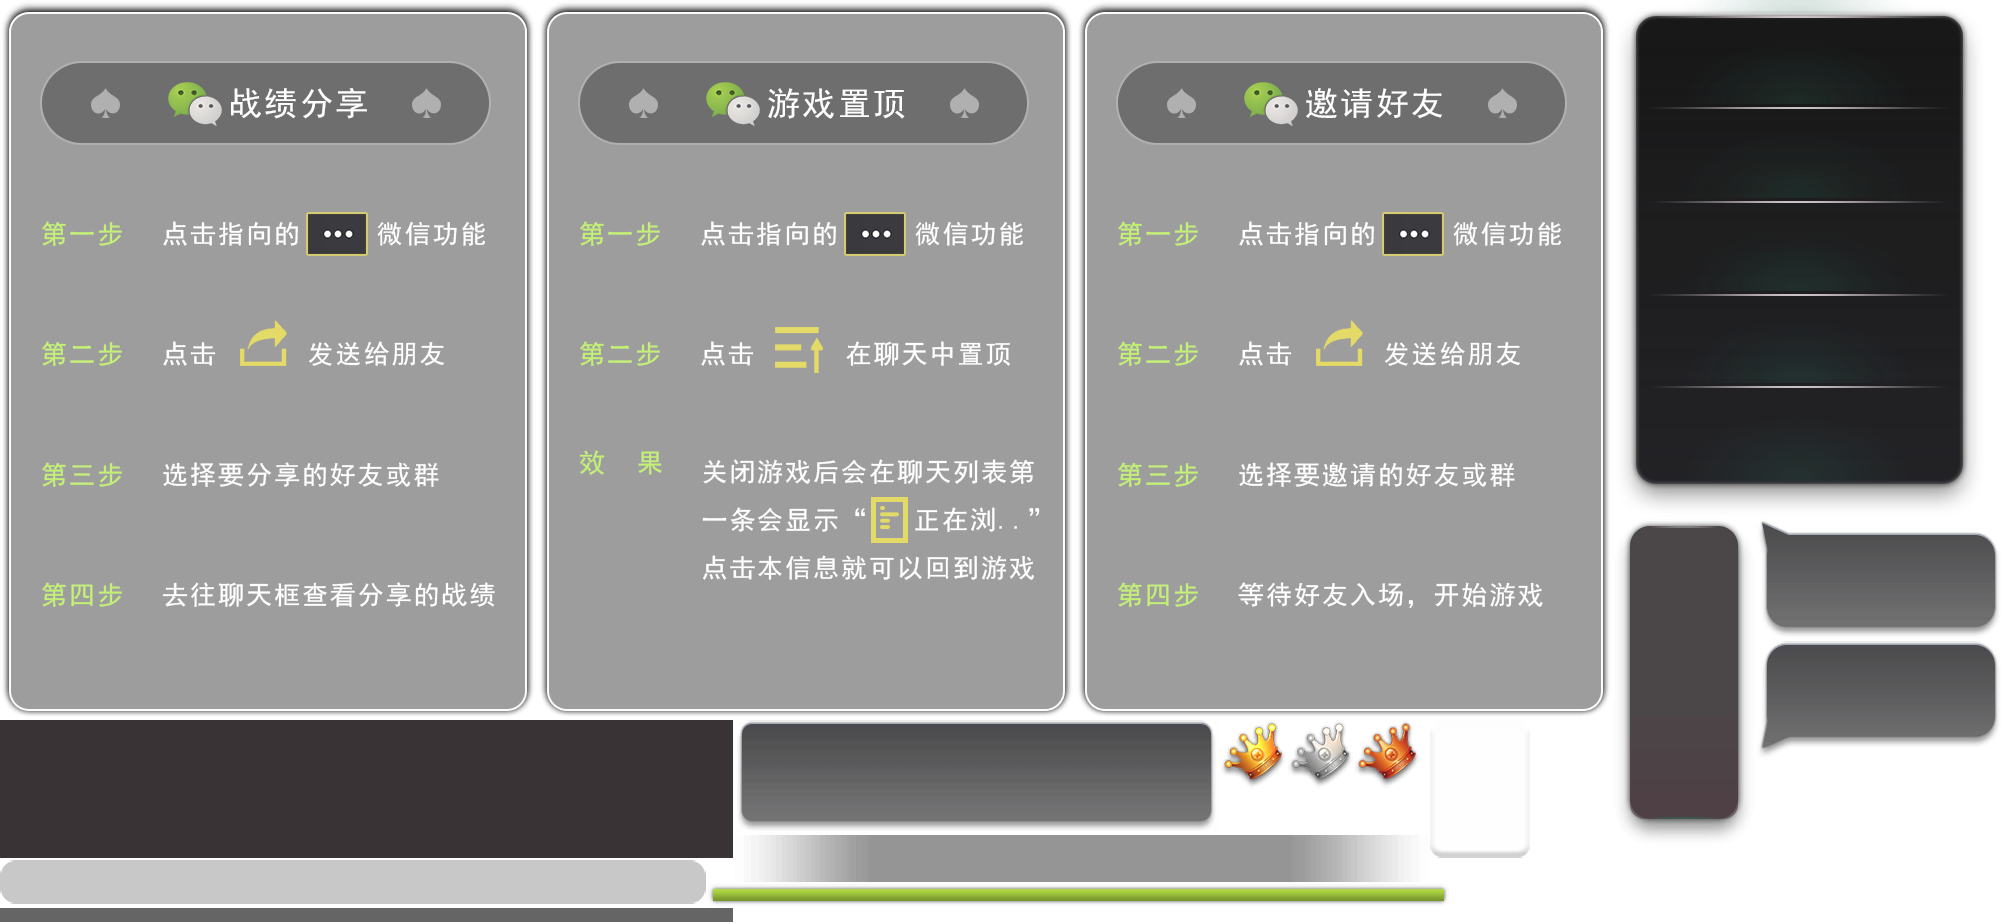 战绩分享
第一步 点击指向的 ••• 微信功能
第二步 点击 发送给朋友
第三步 选择要分享的好友或群
第四步 去往聊天框查看分享的战绩
游戏置顶
第一步 点击指向的 ••• 微信功能
第二步 点击 在聊天中置顶
效 果 关闭游戏后会在聊天列表第
一条会显示“正在浏..”
点击本信息就可以回到游戏
邀请好友
第一步 点击指向的 ••• 微信功能
第二步 点击 发送给朋友
第三步 选择要邀请的好友或群
第四步 等待好友入场，开始游戏